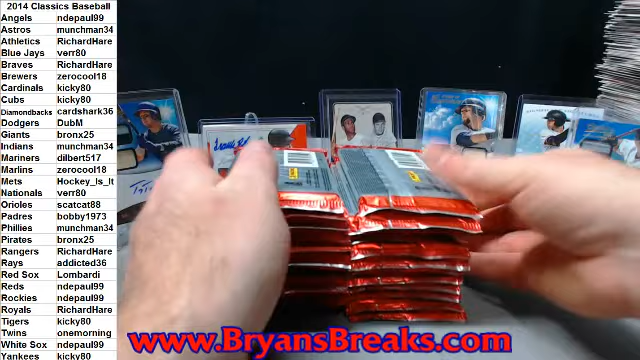 2014 Classics Baseball
Angels ndepaul99
Astros munchman34
Athletics RichardHare
Blue Jays verr80
Braves RichardHare
Brewers zerocool18
Cardinals kicky80
Cubs kicky80
Diamondbacks cardshark36
Dodgers DubM
Giants bronx25
Indians munchman34
Mariners dilbert517
Marlins zerocool18
Mets Hockey_Is_It
Nationals verr80
Orioles scatcat88
Padres bobby1973
Phillies munchman34
Pirates bronx25
Rangers RichardHare
Rays addicted36
Red Sox Lombardi
Reds ndepaul99
Rockies ndepaul99
Royals RichardHare
Tigers kicky80
Twins onemorning
White Sox ndepaul99
Yankees kicky80
www.BryansBreaks.com